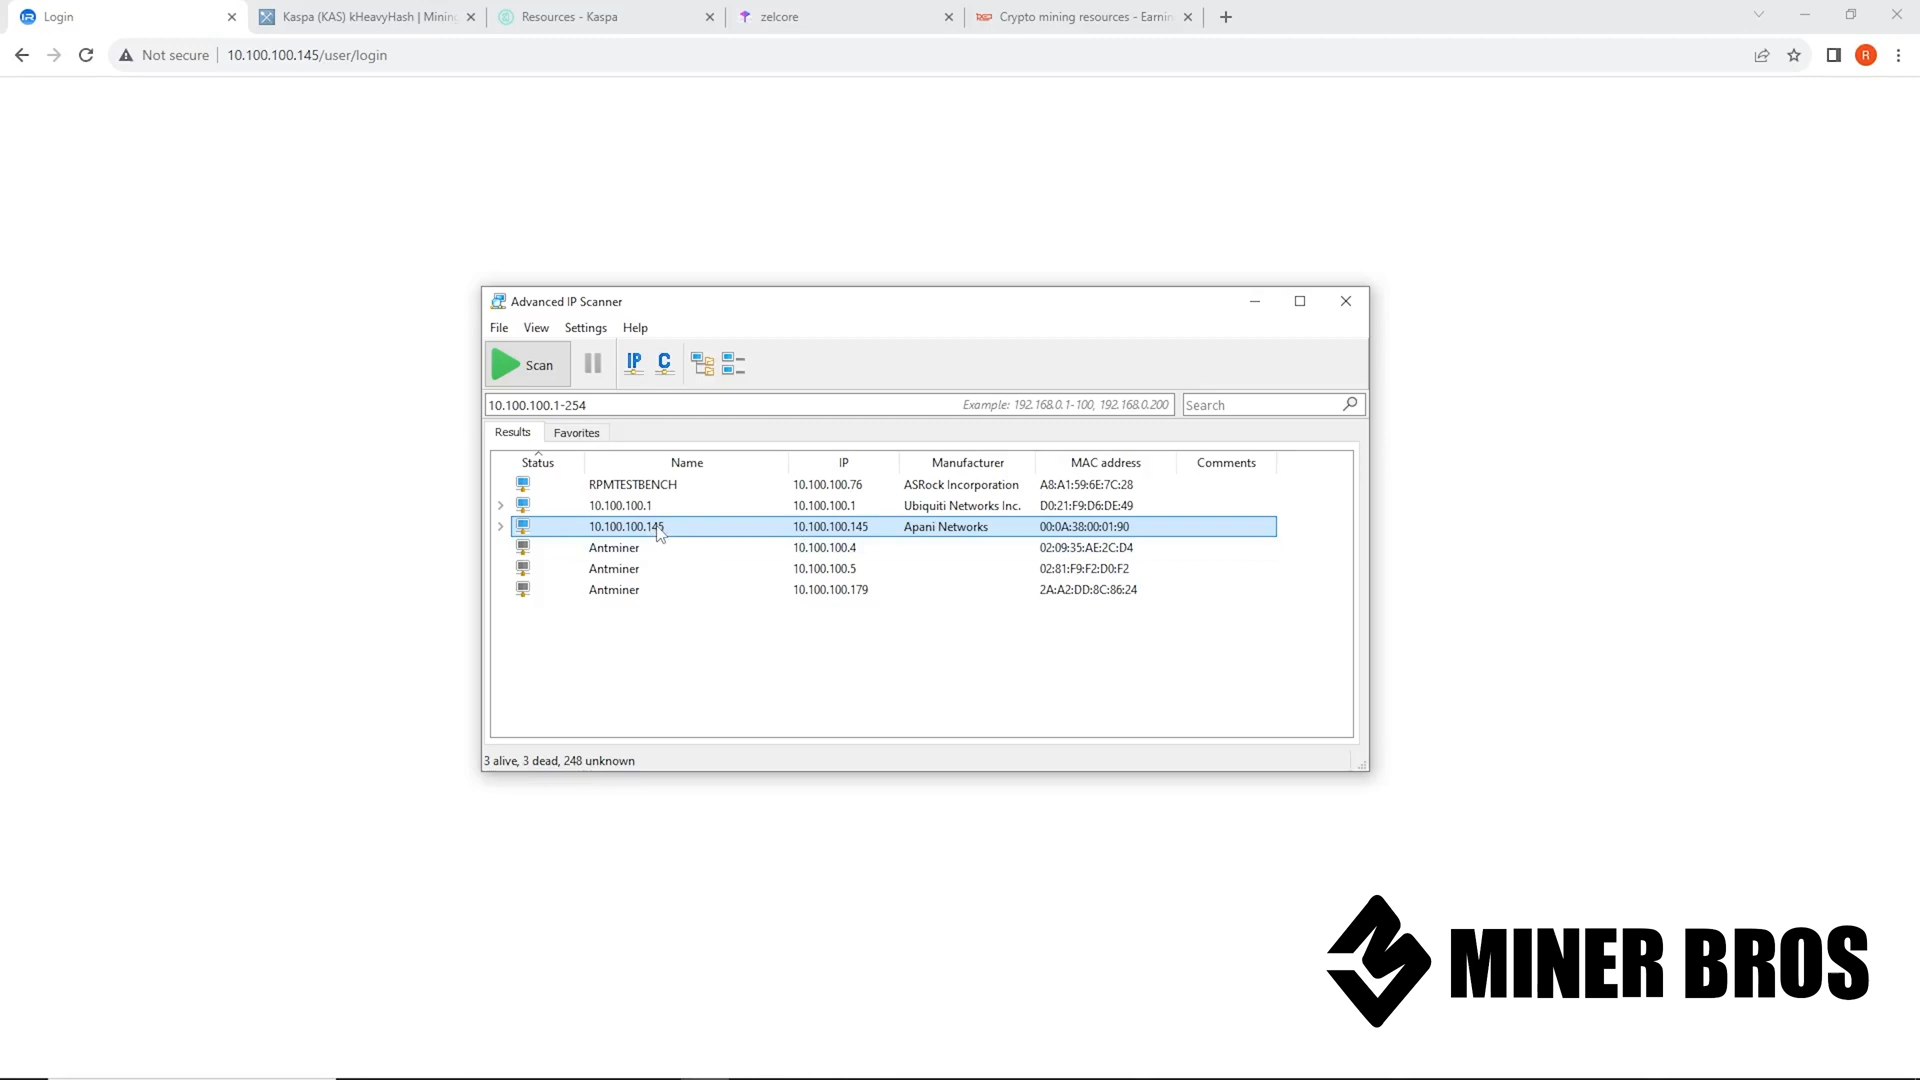 Login
Kaspa (KAS) kHeavyHash | Mining
Resources - Kaspa
zelcore
Crypto mining resources - Earnin
Not secure
10.100.100.145/user/login
R
Advanced IP Scanner
File View Settings Help
Scan IP C
10.100.100.1-254 Example: 192.168.0.1-100, 192.168.0.200 Search
Results Favorites
Status Name IP Manufacturer MAC address Comments
RPMTESTBENCH 10.100.100.76 ASRock Incorporation A8:A1:59:6E:7C:28
10.100.100.1 10.100.100.1 Ubiquiti Networks Inc. D0:21:F9:D6:DE:49
10.100.100.145 10.100.100.145 Apani Networks 00:0A:38:00:01:90
Antminer 10.100.100.4 02:09:35:AE:2C:D4
Antminer 10.100.100.5 02:81:F9:F2:D0:F2
Antminer 10.100.100.179 2A:A2:DD:8C:86:24
3 alive, 3 dead, 248 unknown
MINER BROS